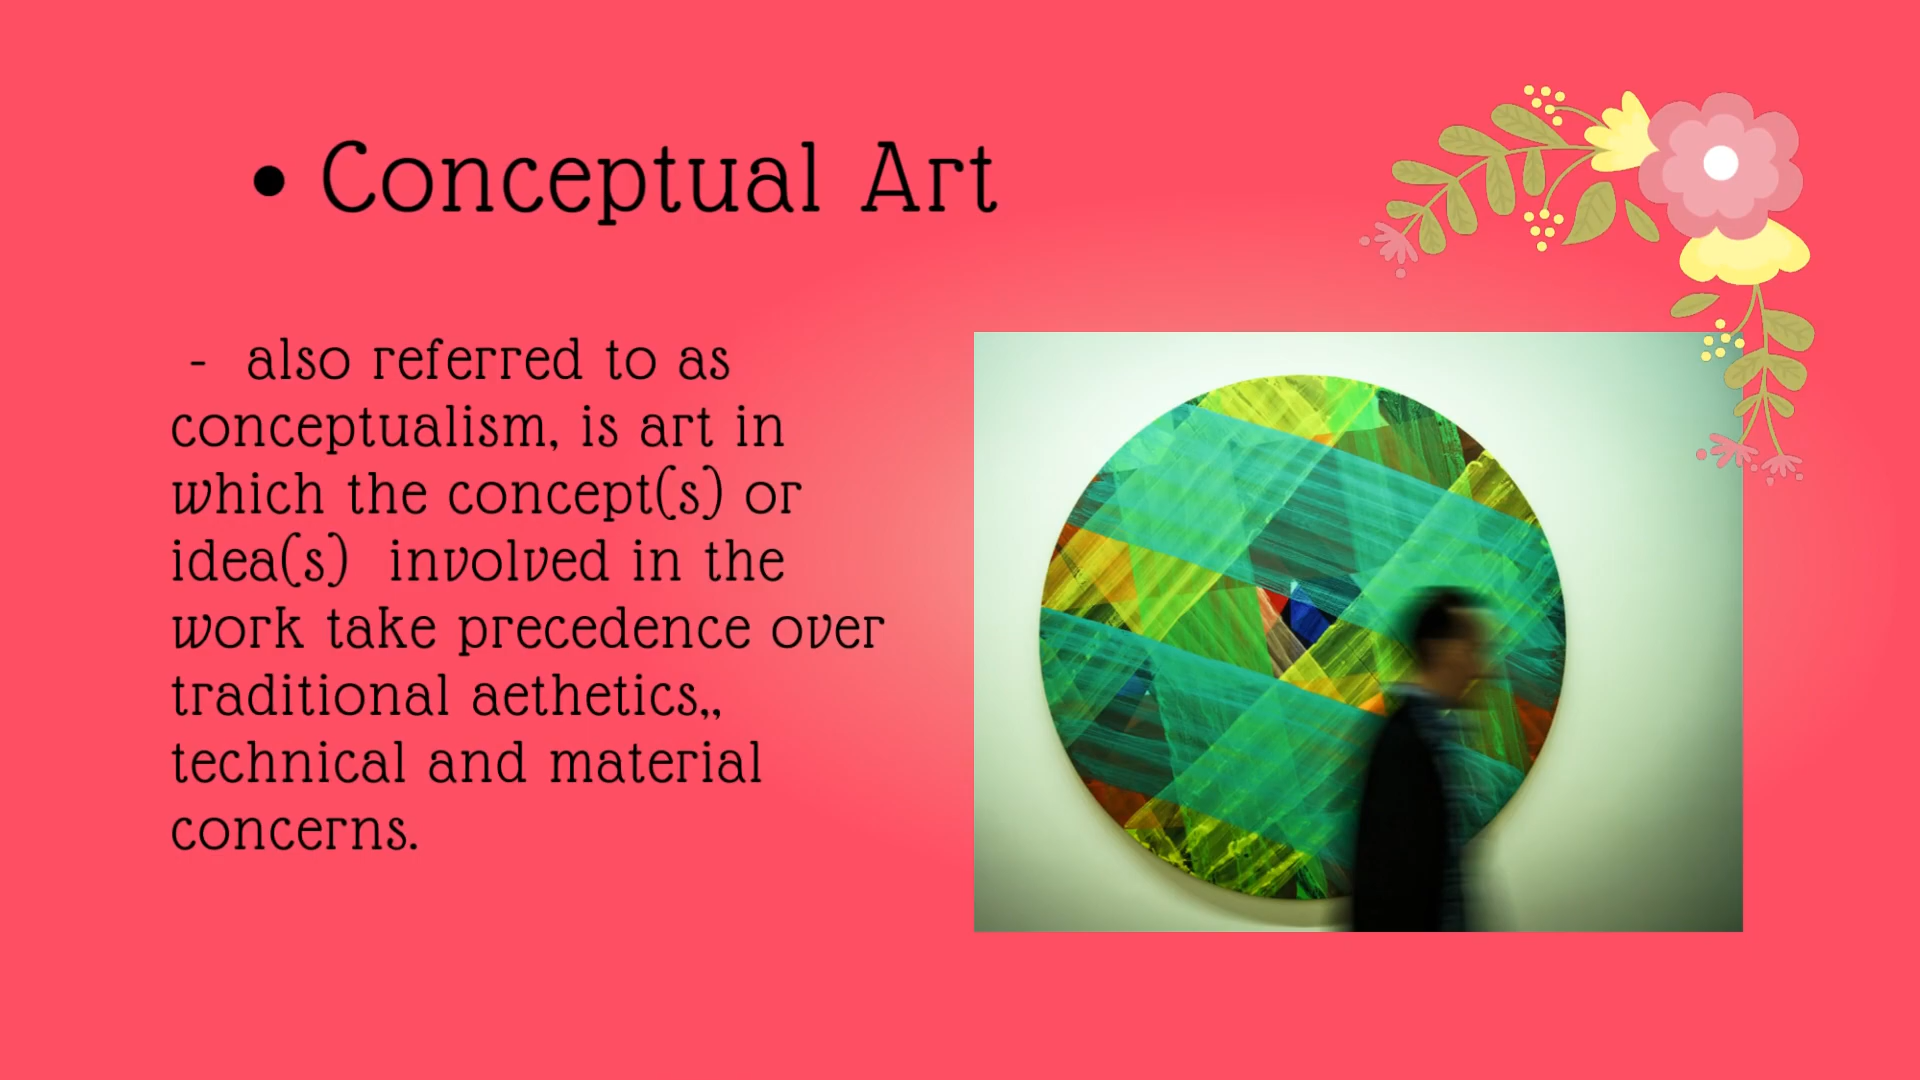 • Conceptual Art
- also referred to as
conceptualism, is art in
which the concept(s) or
idea(s) involved in the
work take precedence over
traditional aethetics,,
technical and material
concerns.